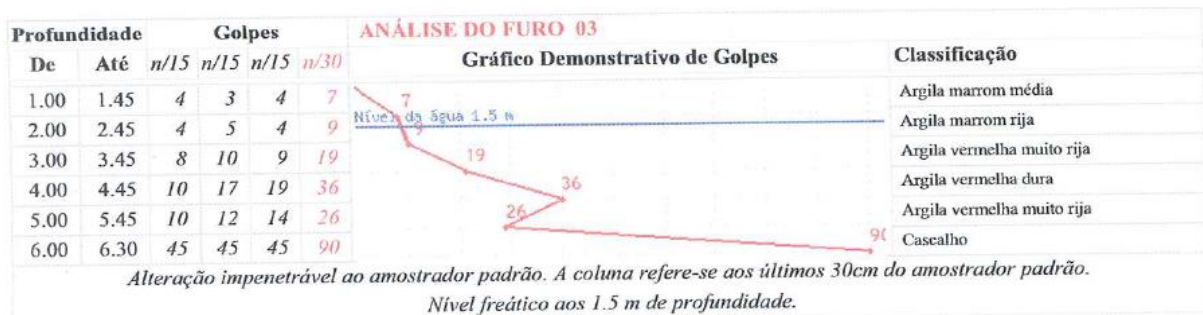 Profundidade Golpes ANÁLISE DO FURO 03
De Até n/15 n/15 n/15 n/30 Gráfico Demonstrativo de Golpes Classificação
1.00 1.45 4 3 4 7 7 Argila marrom média
Nível da água 1.5 m
2.00 2.45 4 5 4 9 9 Argila marrom rija
3.00 3.45 8 10 9 19 19 Argila vermelha muito rija
4.00 4.45 10 17 19 36 36 Argila vermelha dura
5.00 5.45 10 12 14 26 26 Argila vermelha muito rija
6.00 6.30 45 45 45 90 90 Cascalho
Alteração impenetrável ao amostrador padrão. A coluna refere-se aos últimos 30cm do amostrador padrão.
Nível freático aos 1.5 m de profundidade.